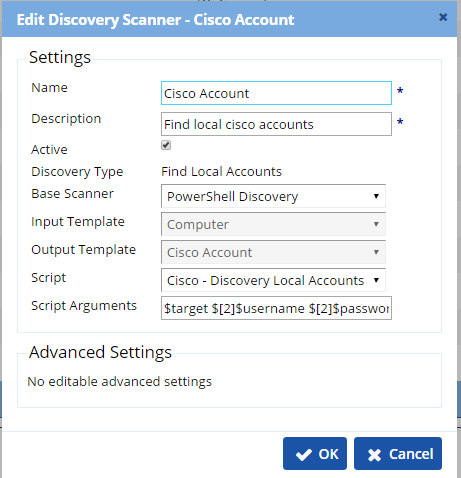 Edit Discovery Scanner - Cisco Account
Settings
Name Cisco Account *
Description Find local cisco accounts *
Active
Discovery Type Find Local Accounts
Base Scanner PowerShell Discovery
Input Template Computer
Output Template Cisco Account
Script Cisco - Discovery Local Accounts
Script Arguments $target $[2]$username $[2]$passwor
Advanced Settings
No editable advanced settings
OK Cancel